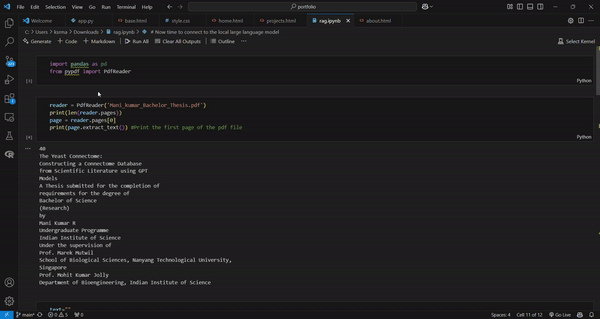 File Edit Selection View Go Run Terminal Help
portfolio
Welcome app.py base.html style.css home.html projects.html rag.ipynb about.html
C: > Users > ksrma > Downloads > rag.ipynb > # Now time to connect to the local large language model
Generate + Code + Markdown Run All Clear All Outputs Outline ... Select Kernel
import pandas as pd
from pypdf import PdfReader
[3]
Python
reader = PdfReader('Mani_kumar_Bachelor_Thesis.pdf')
print(len(reader.pages))
page = reader.pages[0]
print(page.extract_text()) #Print the first page of the pdf file
[4]
Python
40
The Yeast Connectome:
Constructing a Connectome Database
from Scientific Literature using GPT
Models
A Thesis submitted for the completion of
requirements for the degree of
Bachelor of Science
(Research)
by
Mani Kumar R
Undergraduate Programme
Indian Institute of Science
Under the supervision of
Prof. Marek Mutwil
School of Biological Sciences, Nanyang Technological University,
Singapore
Prof. Mohit Kumar Jolly
Department of Bioengineering, Indian Institute of Science
main* 0 5 0 Spaces: 4 Cell 11 of 12 Go Live